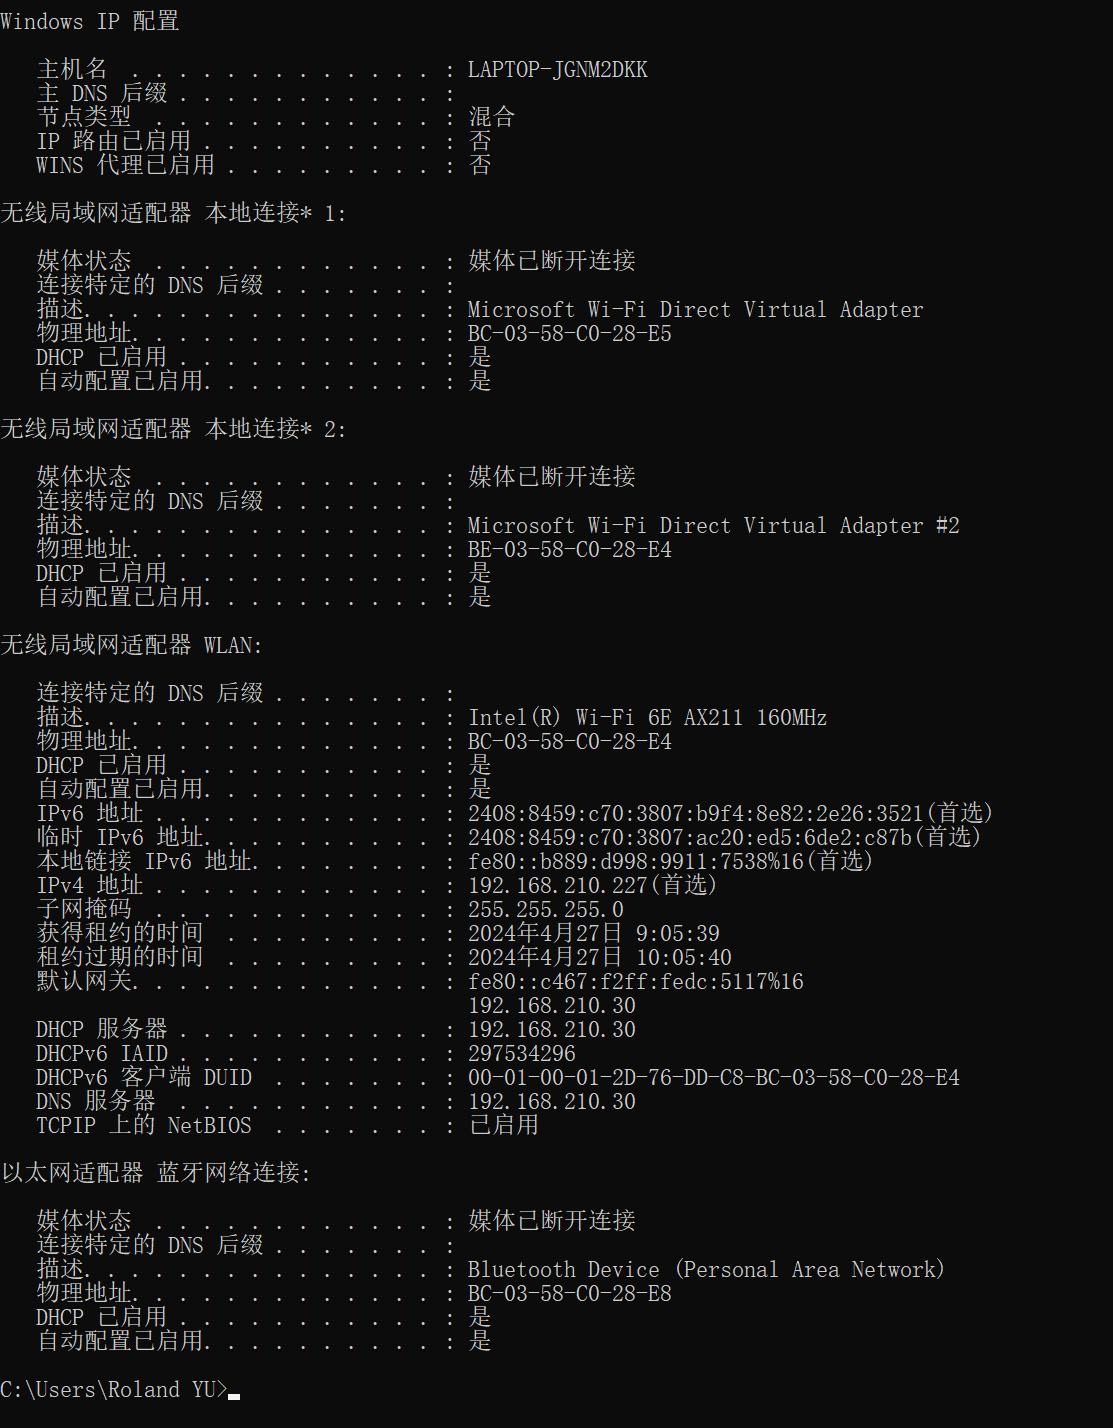 Windows IP 配置
主机名 . . . . . . . . . . . . . : LAPTOP-JGNM2DKK
主 DNS 后缀 . . . . . . . . . . . :
节点类型 . . . . . . . . . . . . : 混合
IP 路由已启用 . . . . . . . . . . : 否
WINS 代理已启用 . . . . . . . . . : 否
无线局域网适配器 本地连接* 1:
媒体状态 . . . . . . . . . . . . : 媒体已断开连接
连接特定的 DNS 后缀 . . . . . . . :
描述. . . . . . . . . . . . . . . : Microsoft Wi-Fi Direct Virtual Adapter
物理地址. . . . . . . . . . . . . : BC-03-58-C0-28-E5
DHCP 已启用 . . . . . . . . . . . : 是
自动配置已启用. . . . . . . . . . : 是
无线局域网适配器 本地连接* 2:
媒体状态 . . . . . . . . . . . . : 媒体已断开连接
连接特定的 DNS 后缀 . . . . . . . :
描述. . . . . . . . . . . . . . . : Microsoft Wi-Fi Direct Virtual Adapter #2
物理地址. . . . . . . . . . . . . : BE-03-58-C0-28-E4
DHCP 已启用 . . . . . . . . . . . : 是
自动配置已启用. . . . . . . . . . : 是
无线局域网适配器 WLAN:
连接特定的 DNS 后缀 . . . . . . . :
描述. . . . . . . . . . . . . . . : Intel(R) Wi-Fi 6E AX211 160MHz
物理地址. . . . . . . . . . . . . : BC-03-58-C0-28-E4
DHCP 已启用 . . . . . . . . . . . : 是
自动配置已启用. . . . . . . . . . : 是
IPv6 地址 . . . . . . . . . . . . : 2408:8459:c70:3807:b9f4:8e82:2e26:3521(首选)
临时 IPv6 地址. . . . . . . . . . : 2408:8459:c70:3807:ac20:ed5:6de2:c87b(首选)
本地链接 IPv6 地址. . . . . . . . : fe80::b889:d998:9911:7538%16(首选)
IPv4 地址 . . . . . . . . . . . . : 192.168.210.227(首选)
子网掩码 . . . . . . . . . . . . : 255.255.255.0
获得租约的时间 . . . . . . . . . : 2024年4月27日 9:05:39
租约过期的时间 . . . . . . . . . : 2024年4月27日 10:05:40
默认网关. . . . . . . . . . . . . : fe80::c467:f2ff:fedc:5117%16
192.168.210.30
DHCP 服务器 . . . . . . . . . . . : 192.168.210.30
DHCPv6 IAID . . . . . . . . . . . : 297534296
DHCPv6 客户端 DUID . . . . . . . : 00-01-00-01-2D-76-DD-C8-BC-03-58-C0-28-E4
DNS 服务器 . . . . . . . . . . . : 192.168.210.30
TCPIP 上的 NetBIOS . . . . . . . : 已启用
以太网适配器 蓝牙网络连接:
媒体状态 . . . . . . . . . . . . : 媒体已断开连接
连接特定的 DNS 后缀 . . . . . . . :
描述. . . . . . . . . . . . . . . : Bluetooth Device (Personal Area Network)
物理地址. . . . . . . . . . . . . : BC-03-58-C0-28-E8
DHCP 已启用 . . . . . . . . . . . : 是
自动配置已启用. . . . . . . . . . : 是
C:\Users\Roland YU>